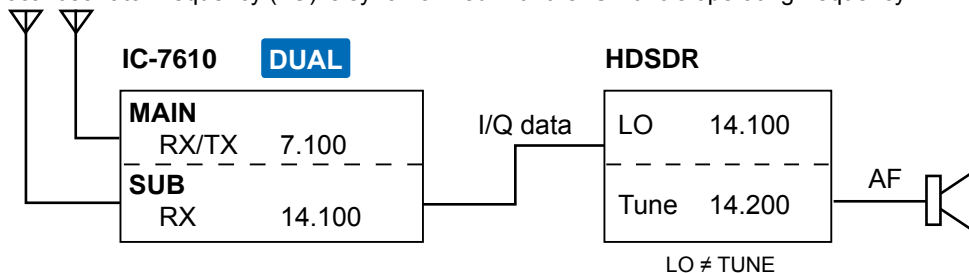 IC-7610 DUAL HDSDR
MAIN
RX/TX 7.100
SUB
RX 14.100
I/Q data
LO 14.100
Tune 14.200
AF
LO ≠ TUNE